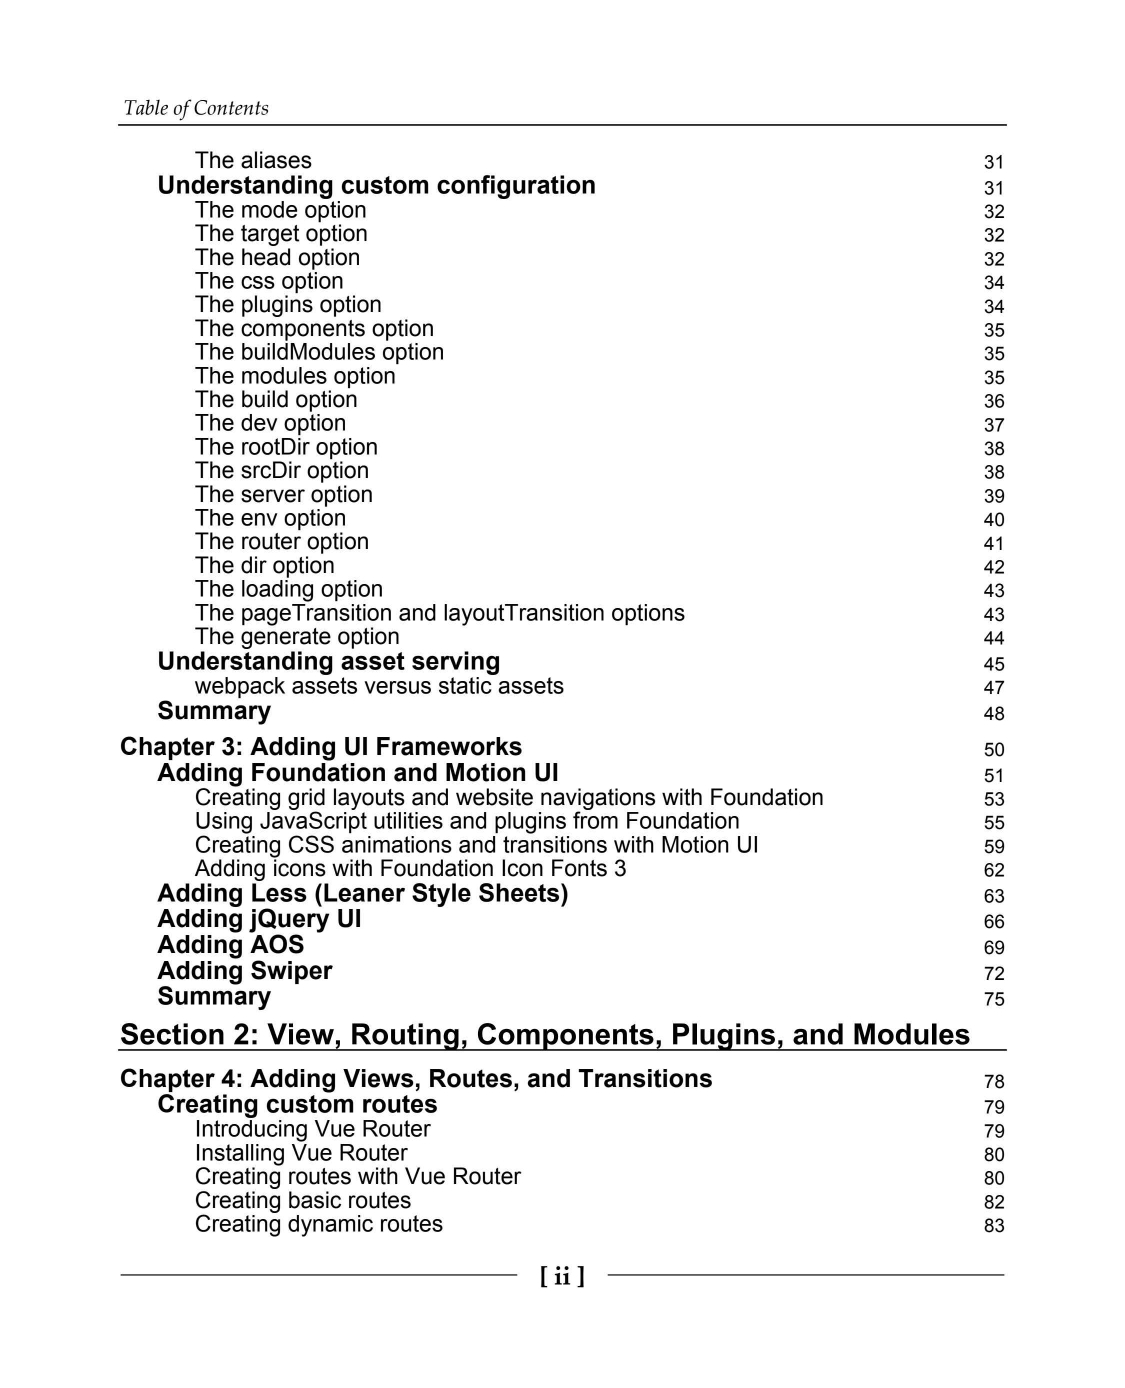 Table of Contents
The aliases 31
Understanding custom configuration 31
The mode option 32
The target option 32
The head option 32
The css option 34
The plugins option 34
The components option 35
The buildModules option 35
The modules option 35
The build option 36
The dev option 37
The rootDir option 38
The srcDir option 38
The server option 39
The env option 40
The router option 41
The dir option 42
The loading option 43
The pageTransition and layoutTransition options 43
The generate option 44
Understanding asset serving 45
webpack assets versus static assets 47
Summary 48
Chapter 3: Adding UI Frameworks 50
Adding Foundation and Motion UI 51
Creating grid layouts and website navigations with Foundation 53
Using JavaScript utilities and plugins from Foundation 55
Creating CSS animations and transitions with Motion UI 59
Adding icons with Foundation Icon Fonts 3 62
Adding Less (Leaner Style Sheets) 63
Adding jQuery UI 66
Adding AOS 69
Adding Swiper 72
Summary 75
Section 2: View, Routing, Components, Plugins, and Modules
Chapter 4: Adding Views, Routes, and Transitions 78
Creating custom routes 79
Introducing Vue Router 79
Installing Vue Router 80
Creating routes with Vue Router 80
Creating basic routes 82
Creating dynamic routes 83
[ ii ]